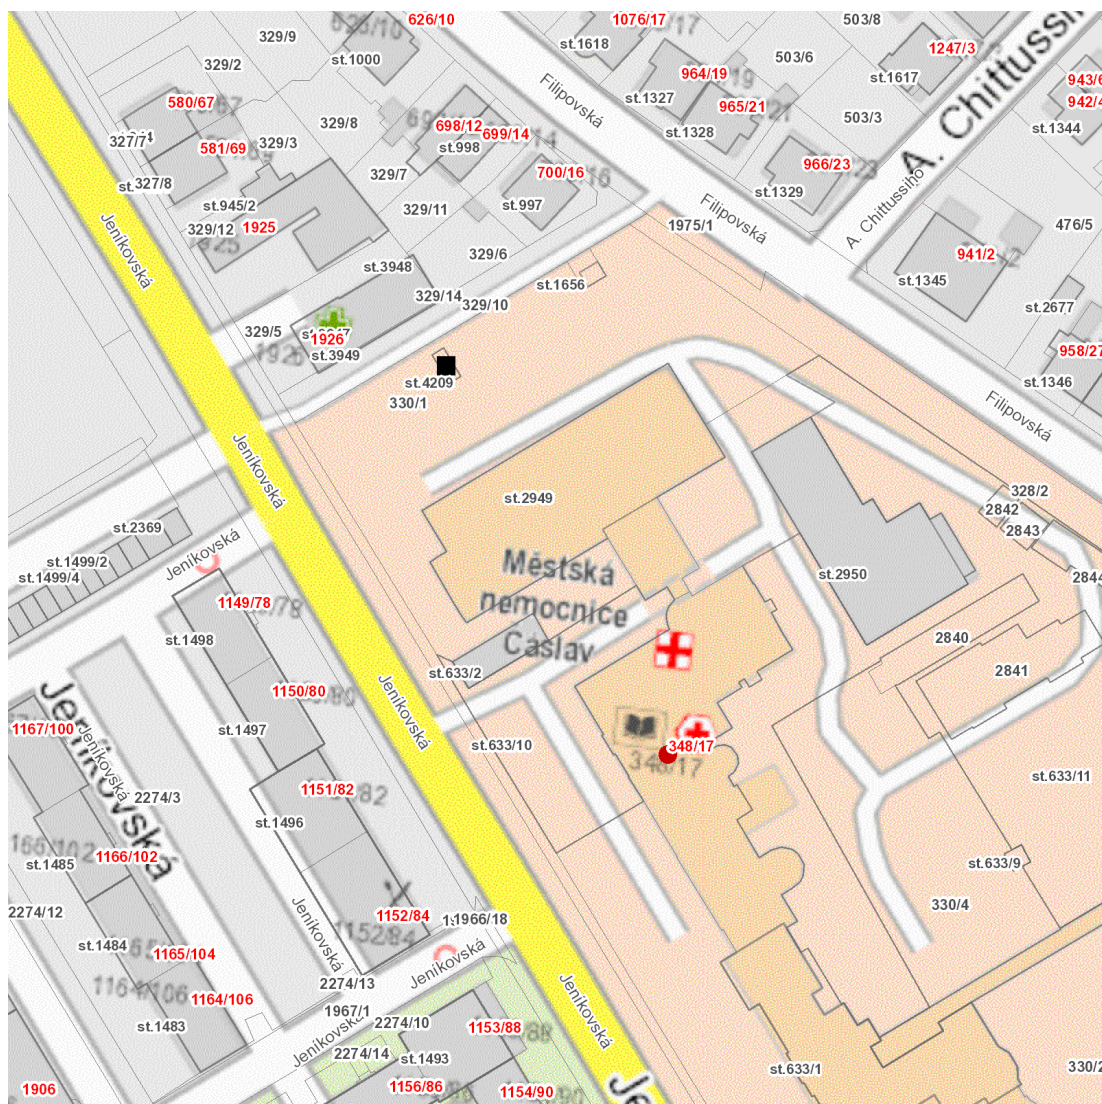 626/10
1076/17
503/8
329/9
st.1618
A. Chittussiho
1247/3
503/6
st.1000
329/2
964/19
st.1617
943/6
580/67
Filipovská
st.1327
965/21
942/4
698/12
329/8
699/14
503/3
st.1344
327/7
329/3
581/69
st.998
st.1328
966/23
700/16
329/7
327/8
st.945/2
st.997
st.1329
329/11
Filipovská
A. Chittussiho
1975/1
476/5
329/12
1925
1925
Jeníkovská
329/6
941/2
st.3948
st.1345
st.1656
329/14
329/10
st.2677
329/5
1926
1926
st.3949
958/27
st.4209
st.1346
330/1
Filipovská
Jeníkovská
328/2
st.2949
2842
st.2369
2843
Jeníkovská
st.1499/2
Městská
nemocnice
Čáslav
st.1499/4
st.2950
1149/78
st.1498
2840
st.633/2
2841
1150/80
Jeníkovská
1167/100
Jeníkovská
st.1497
Jeníkovská
st.633/10
348/17
348/17
st.633/11
1151/82
2274/3
st.1496
1166/102
st.1485
st.633/9
330/4
2274/12
1152/84
1152/84
1966/18
st.1484
1165/104
Jeníkovská
Jeníkovská
2274/13
1164/106
1164/106
Jeníkovská
1967/1
st.1483
2274/10
1153/88
Jeníkovská
2274/14
st.1493
st.633/1
1906
1156/86
1154/90